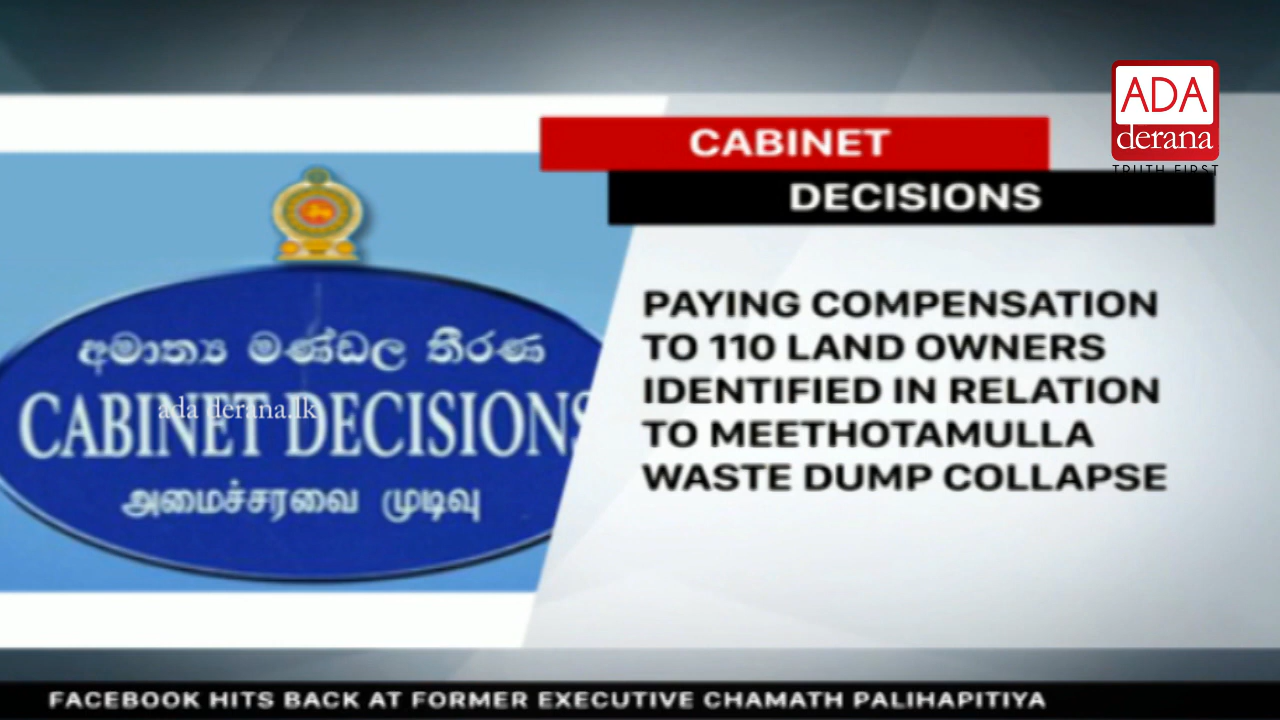 ADA
derana
TRUTH FIRST
CABINET
DECISIONS
අමාත්‍ය මණ්ඩල තීරණ
CABINET DECISIONS
ada derana.lk
அமைச்சரவை முடிவு
PAYING COMPENSATION
TO 110 LAND OWNERS
IDENTIFIED IN RELATION
TO MEETHOTAMULLA
WASTE DUMP COLLAPSE
FACEBOOK HITS BACK AT FORMER EXECUTIVE CHAMATH PALIHAPITIYA